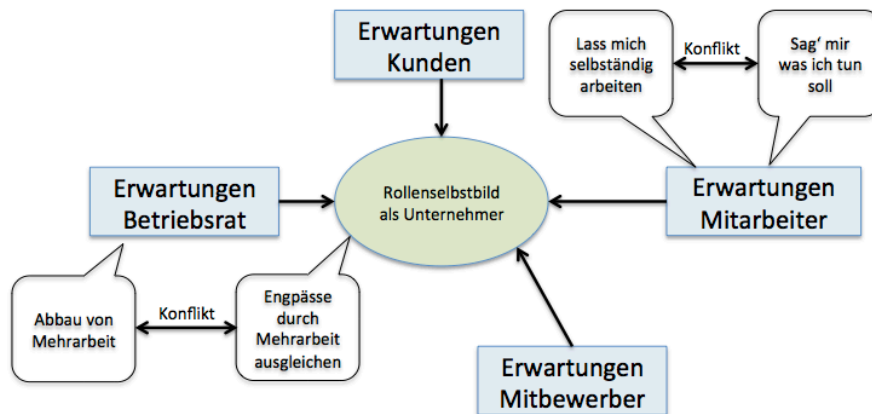 Erwartungen
Kunden
Lass mich
selbständig
arbeiten
Konflikt
Sag‘ mir
was ich tun
soll
Erwartungen
Betriebsrat
Rollenselbstbild
als Unternehmer
Erwartungen
Mitarbeiter
Abbau von
Mehrarbeit
Konflikt
Engpässe
durch
Mehrarbeit
ausgleichen
Erwartungen
Mitbewerber